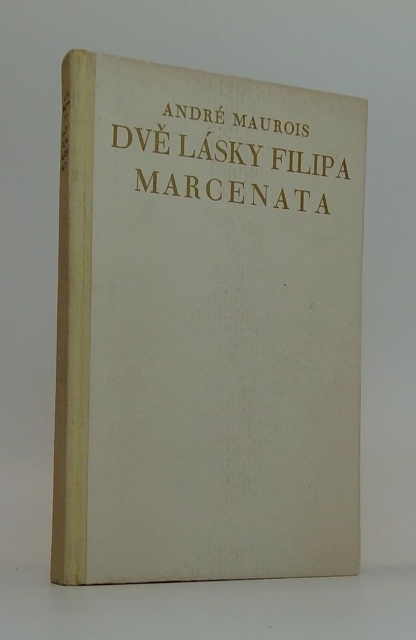 ANDRÉ MAUROIS
DVĚ LÁSKY FILIPA
MARCENATA